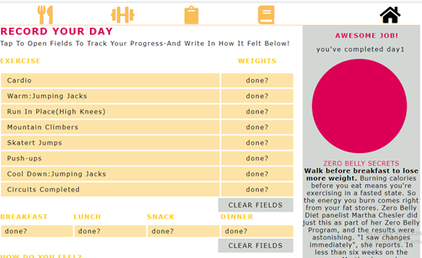 RECORD YOUR DAY
Tap To Open Fields To Track Your Progress-And Write In How It Felt Below!
EXERCISE WEIGHTS
Cardio done?
Warm:Jumping Jacks done?
Run In Place(High Knees) done?
Mountain Climbers done?
Skatert Jumps done?
Push-ups done?
Cool Down:Jumping Jacks done?
Circuits Completed done?
CLEAR FIELDS
BREAKFAST LUNCH SNACK DINNER
done? done? done? done?
CLEAR FIELDS
HOW DO YOU FEEL?
AWESOME JOB!
you've completed day1
ZERO BELLY SECRETS
Walk before breakfast to lose
more weight. Burning calories
before you eat means you're
exercising in a fasted state. So
the energy you burn comes right
from your fat stores. Zero Belly
Diet panelist Martha Chesler did
just this as part of her Zero Belly
Program, and the results were
astonishing. "I saw changes
immediately", she reports. In
less than six weeks on the